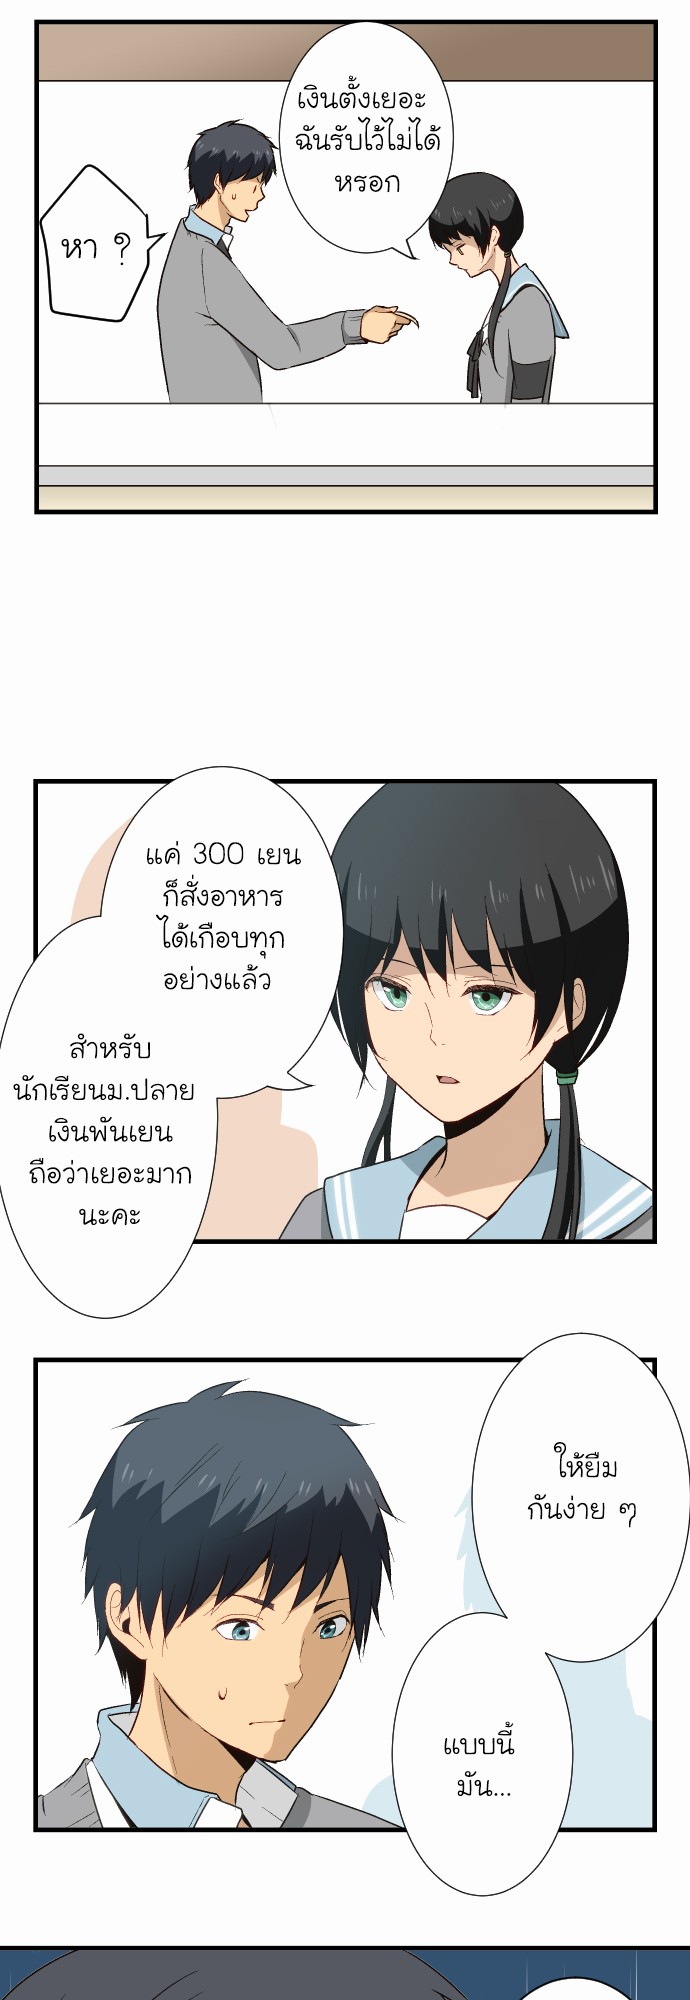 เงินตั้งเยอะ
ฉันรับไว้ไม่ได้
หรอก
หา ?
แค่ 300 เยน
ก็สั่งอาหาร
ได้เกือบทุก
อย่างแล้ว
สำหรับ
นักเรียนม.ปลาย
เงินพันเยน
ถือว่าเยอะมาก
นะคะ
ให้ยืม
กันง่าย ๆ
แบบนี้
มัน...